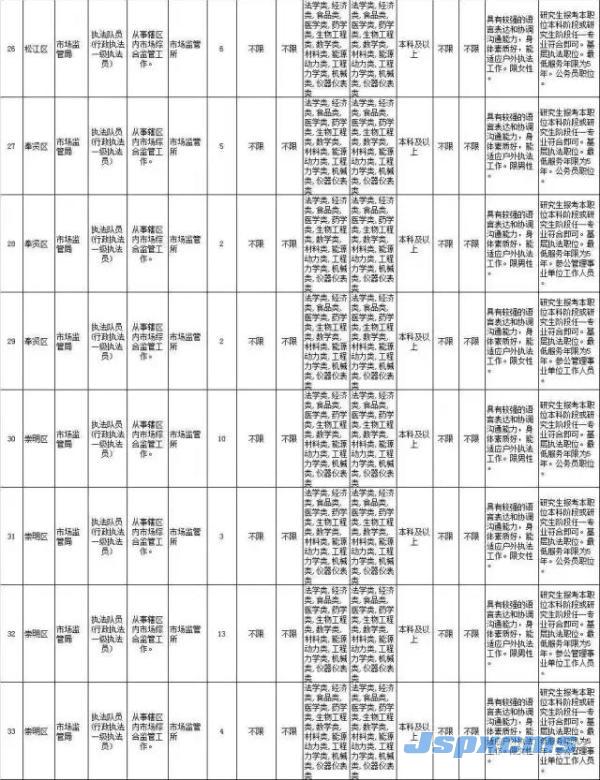 26
松江区
市场监管局
执法队员
(行政执法
一级执法
员)
从事辖区
内市场综
合监管工
作。
市场监管
所
6
不限
不限
法学类, 经济
类, 食品类,
医学类, 药学
类, 生物工程
类, 数学类,
材料类, 能源
动力类, 工程
力学类, 机械
类, 仪器仪表
类
法学类, 经济
类, 食品类,
医学类, 药学
类, 生物工程
类, 数学类,
材料类, 能源
动力类, 工程
力学类, 机械
类, 仪器仪表
类
本科及以
上
不限
不限
具有较强的语
言表达和协调
沟通能力，身
体素质好，能
适应户外执法
工作。限女性
。
研究生报考本职
位本科阶段或研
究生阶段任一专
业符合即可。基
层执法职位。最
低服务年限为5
年。公务员职位
。
27
奉贤区
市场监
管局
执法队员
(行政执法
一级执法
员)
从事辖区
内市场综
合监管工
作。
市场监管
所
5
不限
不限
法学类, 经济
类, 食品类,
医学类, 药学
类, 生物工程
类, 数学类,
材料类, 能源
动力类, 工程
力学类, 机械
类, 仪器仪表
类
法学类, 经济
类, 食品类,
医学类, 药学
类, 生物工程
类, 数学类,
材料类, 能源
动力类, 工程
力学类, 机械
类, 仪器仪表
类
本科及以
上
不限
不限
具有较强的语
言表达和协调
沟通能力，身
体素质好，能
适应户外执法
工作。
研究生报考本职
位本科阶段或研
究生阶段任一专
业符合即可。基
层执法职位。最
低服务年限为5
年。公务员职位
。
28
奉贤区
市场监
管局
执法队员
(行政执法
一级执法
员)
从事辖区
内市场综
合监管工
作。
市场监管
所
2
不限
不限
法学类, 经济
类, 食品类,
医学类, 药学
类, 生物工程
类, 数学类,
材料类, 能源
动力类, 工程
力学类, 机械
类, 仪器仪表
类
法学类, 经济
类, 食品类,
医学类, 药学
类, 生物工程
类, 数学类,
材料类, 能源
动力类, 工程
力学类, 机械
类, 仪器仪表
类
本科及以
上
不限
不限
具有较强的语
言表达和协调
沟通能力，身
体素质好，能
适应户外执法
工作。限男性
。
研究生报考本职
位本科阶段或研
究生阶段任一专
业符合即可。基
层执法职位。最
低服务年限为5
年。参公管理事
业单位工作人员
。
29
奉贤区
市场监
管局
执法队员
(行政执法
一级执法
员)
从事辖区
内市场综
合监管工
作。
市场监管
所
2
不限
不限
法学类, 经济
类, 食品类,
医学类, 药学
类, 生物工程
类, 数学类,
材料类, 能源
动力类, 工程
力学类, 机械
类, 仪器仪表
类
法学类, 经济
类, 食品类,
医学类, 药学
类, 生物工程
类, 数学类,
材料类, 能源
动力类, 工程
力学类, 机械
类, 仪器仪表
类
本科及以
上
不限
不限
具有较强的语
言表达和协调
沟通能力，身
体素质好，能
适应户外执法
工作。限女性
。
研究生报考本职
位本科阶段或研
究生阶段任一专
业符合即可。基
层执法职位。最
低服务年限为5
年。参公管理事
业单位工作人员
。
30
崇明区
市场监
管局
执法队员
(行政执法
一级执法
员)
从事辖区
内市场综
合监管工
作。
市场监管
所
10
不限
不限
法学类, 经济
类, 食品类,
医学类, 药学
类, 生物工程
类, 数学类,
材料类, 能源
动力类, 工程
力学类, 机械
类, 仪器仪表
类
法学类, 经济
类, 食品类,
医学类, 药学
类, 生物工程
类, 数学类,
材料类, 能源
动力类, 工程
力学类, 机械
类, 仪器仪表
类
本科及以
上
不限
不限
具有较强的语
言表达和协调
沟通能力，身
体素质好，能
适应户外执法
工作。限男性
。
研究生报考本职
位本科阶段或研
究生阶段任一专
业符合即可。基
层执法职位。最
低服务年限为5
年。公务员职位
。
31
崇明区
市场监
管局
执法队员
(行政执法
一级执法
员)
从事辖区
内市场综
合监管工
作。
市场监管
所
3
不限
不限
法学类, 经济
类, 食品类,
医学类, 药学
类, 生物工程
类, 数学类,
材料类, 能源
动力类, 工程
力学类, 机械
类, 仪器仪表
类
法学类, 经济
类, 食品类,
医学类, 药学
类, 生物工程
类, 数学类,
材料类, 能源
动力类, 工程
力学类, 机械
类, 仪器仪表
类
本科及以
上
不限
不限
具有较强的语
言表达和协调
沟通能力，身
体素质好，能
适应户外执法
工作。限女性
。
研究生报考本职
位本科阶段或研
究生阶段任一专
业符合即可。基
层执法职位。最
低服务年限为5
年。公务员职位
。
32
崇明区
市场监
管局
执法队员
(行政执法
一级执法
员)
从事辖区
内市场综
合监管工
作。
市场监管
所
13
不限
不限
法学类, 经济
类, 食品类,
医学类, 药学
类, 生物工程
类, 数学类,
材料类, 能源
动力类, 工程
力学类, 机械
类, 仪器仪表
类
法学类, 经济
类, 食品类,
医学类, 药学
类, 生物工程
类, 数学类,
材料类, 能源
动力类, 工程
力学类, 机械
类, 仪器仪表
类
本科及以
上
不限
不限
具有较强的语
言表达和协调
沟通能力，身
体素质好，能
适应户外执法
工作。限男性
。
研究生报考本职
位本科阶段或研
究生阶段任一专
业符合即可。基
层执法职位。最
低服务年限为5
年。参公管理事
业单位工作人员
。
33
崇明区
市场监
管局
执法队员
(行政执法
一级执法
员)
从事辖区
内市场综
合监管工
作。
市场监管
所
4
不限
不限
法学类, 经济
类, 食品类,
医学类, 药学
类, 生物工程
类, 数学类,
材料类, 能源
动力类, 工程
力学类, 机械
类, 仪器仪表
类
法学类, 经济
类, 食品类,
医学类, 药学
类, 生物工程
类, 数学类,
材料类, 能源
动力类, 工程
力学类, 机械
类, 仪器仪表
类
本科及以
上
不限
不限
具有较强的语
言表达和协调
沟通能力，身
研究生报考本职
位本科阶段或研
究生阶段任一专
业符合即可。基
Jspxcms